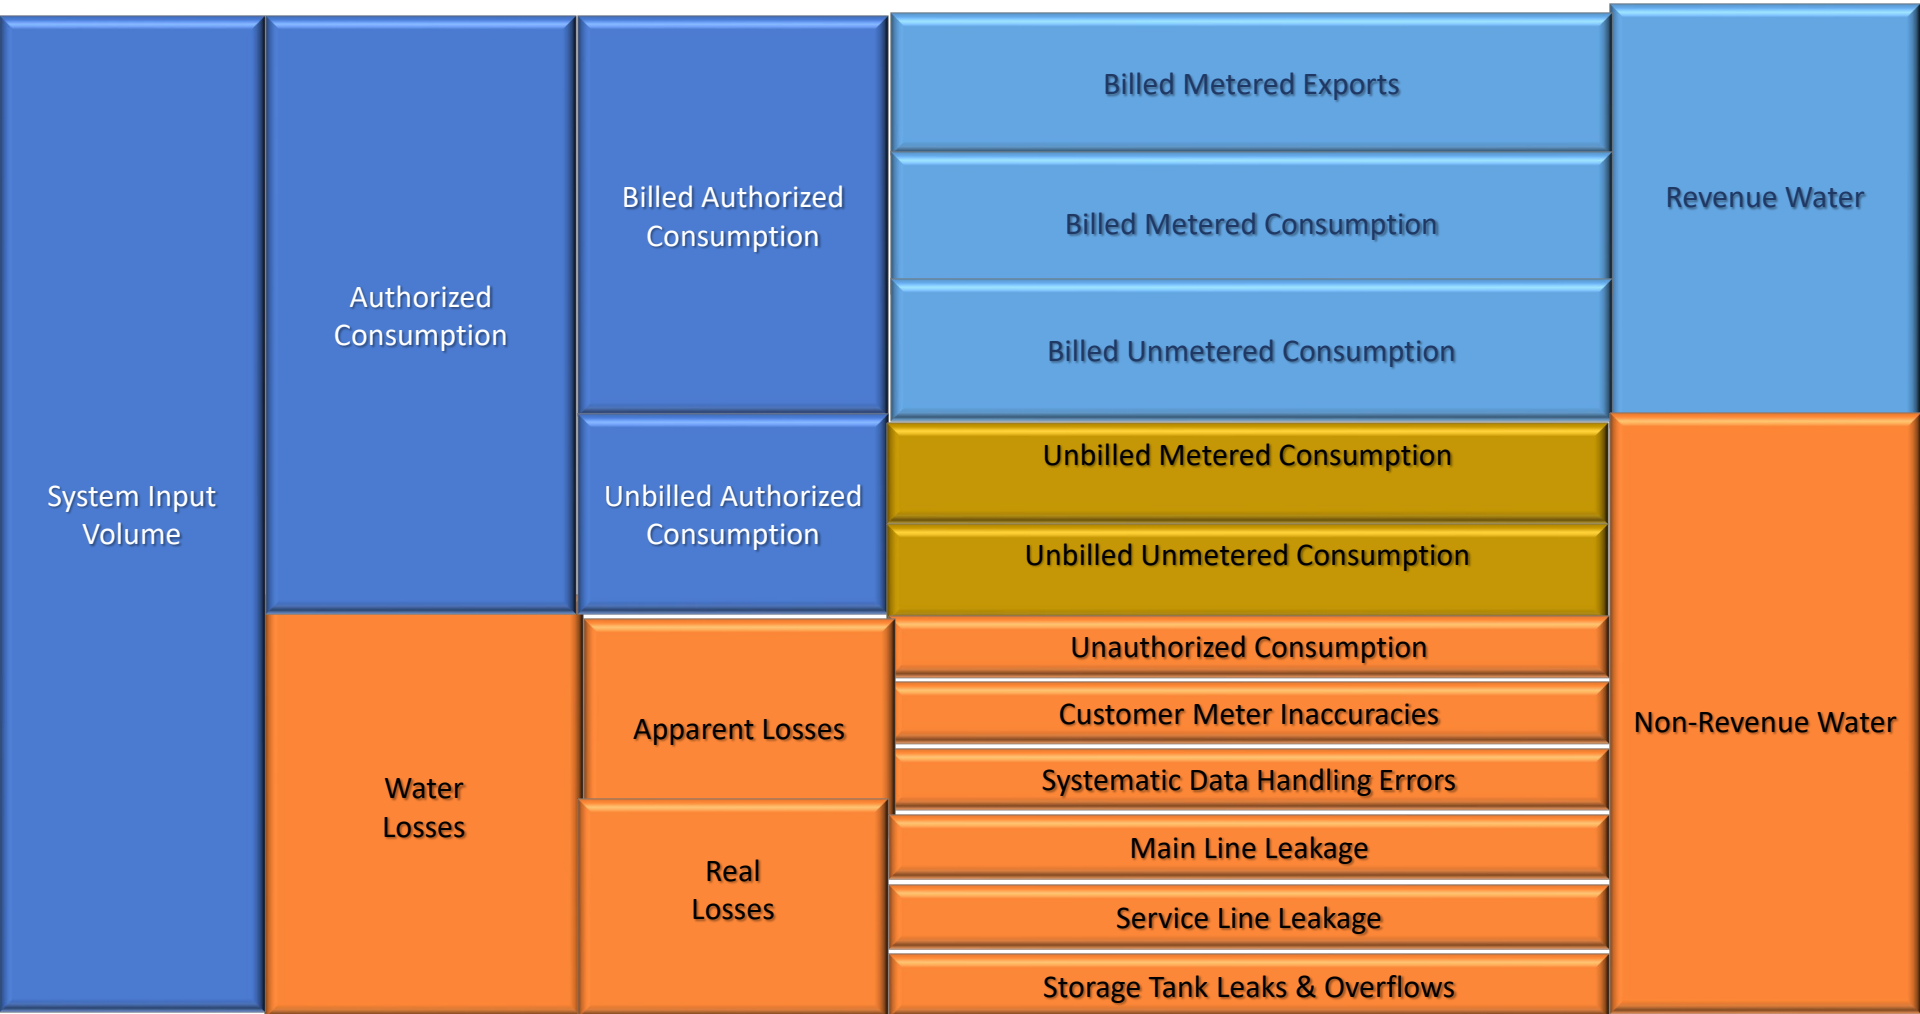 System Input
Volume
Authorized
Consumption
Water
Losses
Billed Authorized
Consumption
Unbilled Authorized
Consumption
Apparent Losses
Real
Losses
Billed Metered Exports
Billed Metered Consumption
Billed Unmetered Consumption
Unbilled Metered Consumption
Unbilled Unmetered Consumption
Unauthorized Consumption
Customer Meter Inaccuracies
Systematic Data Handling Errors
Main Line Leakage
Service Line Leakage
Storage Tank Leaks & Overflows
Revenue Water
Non-Revenue Water